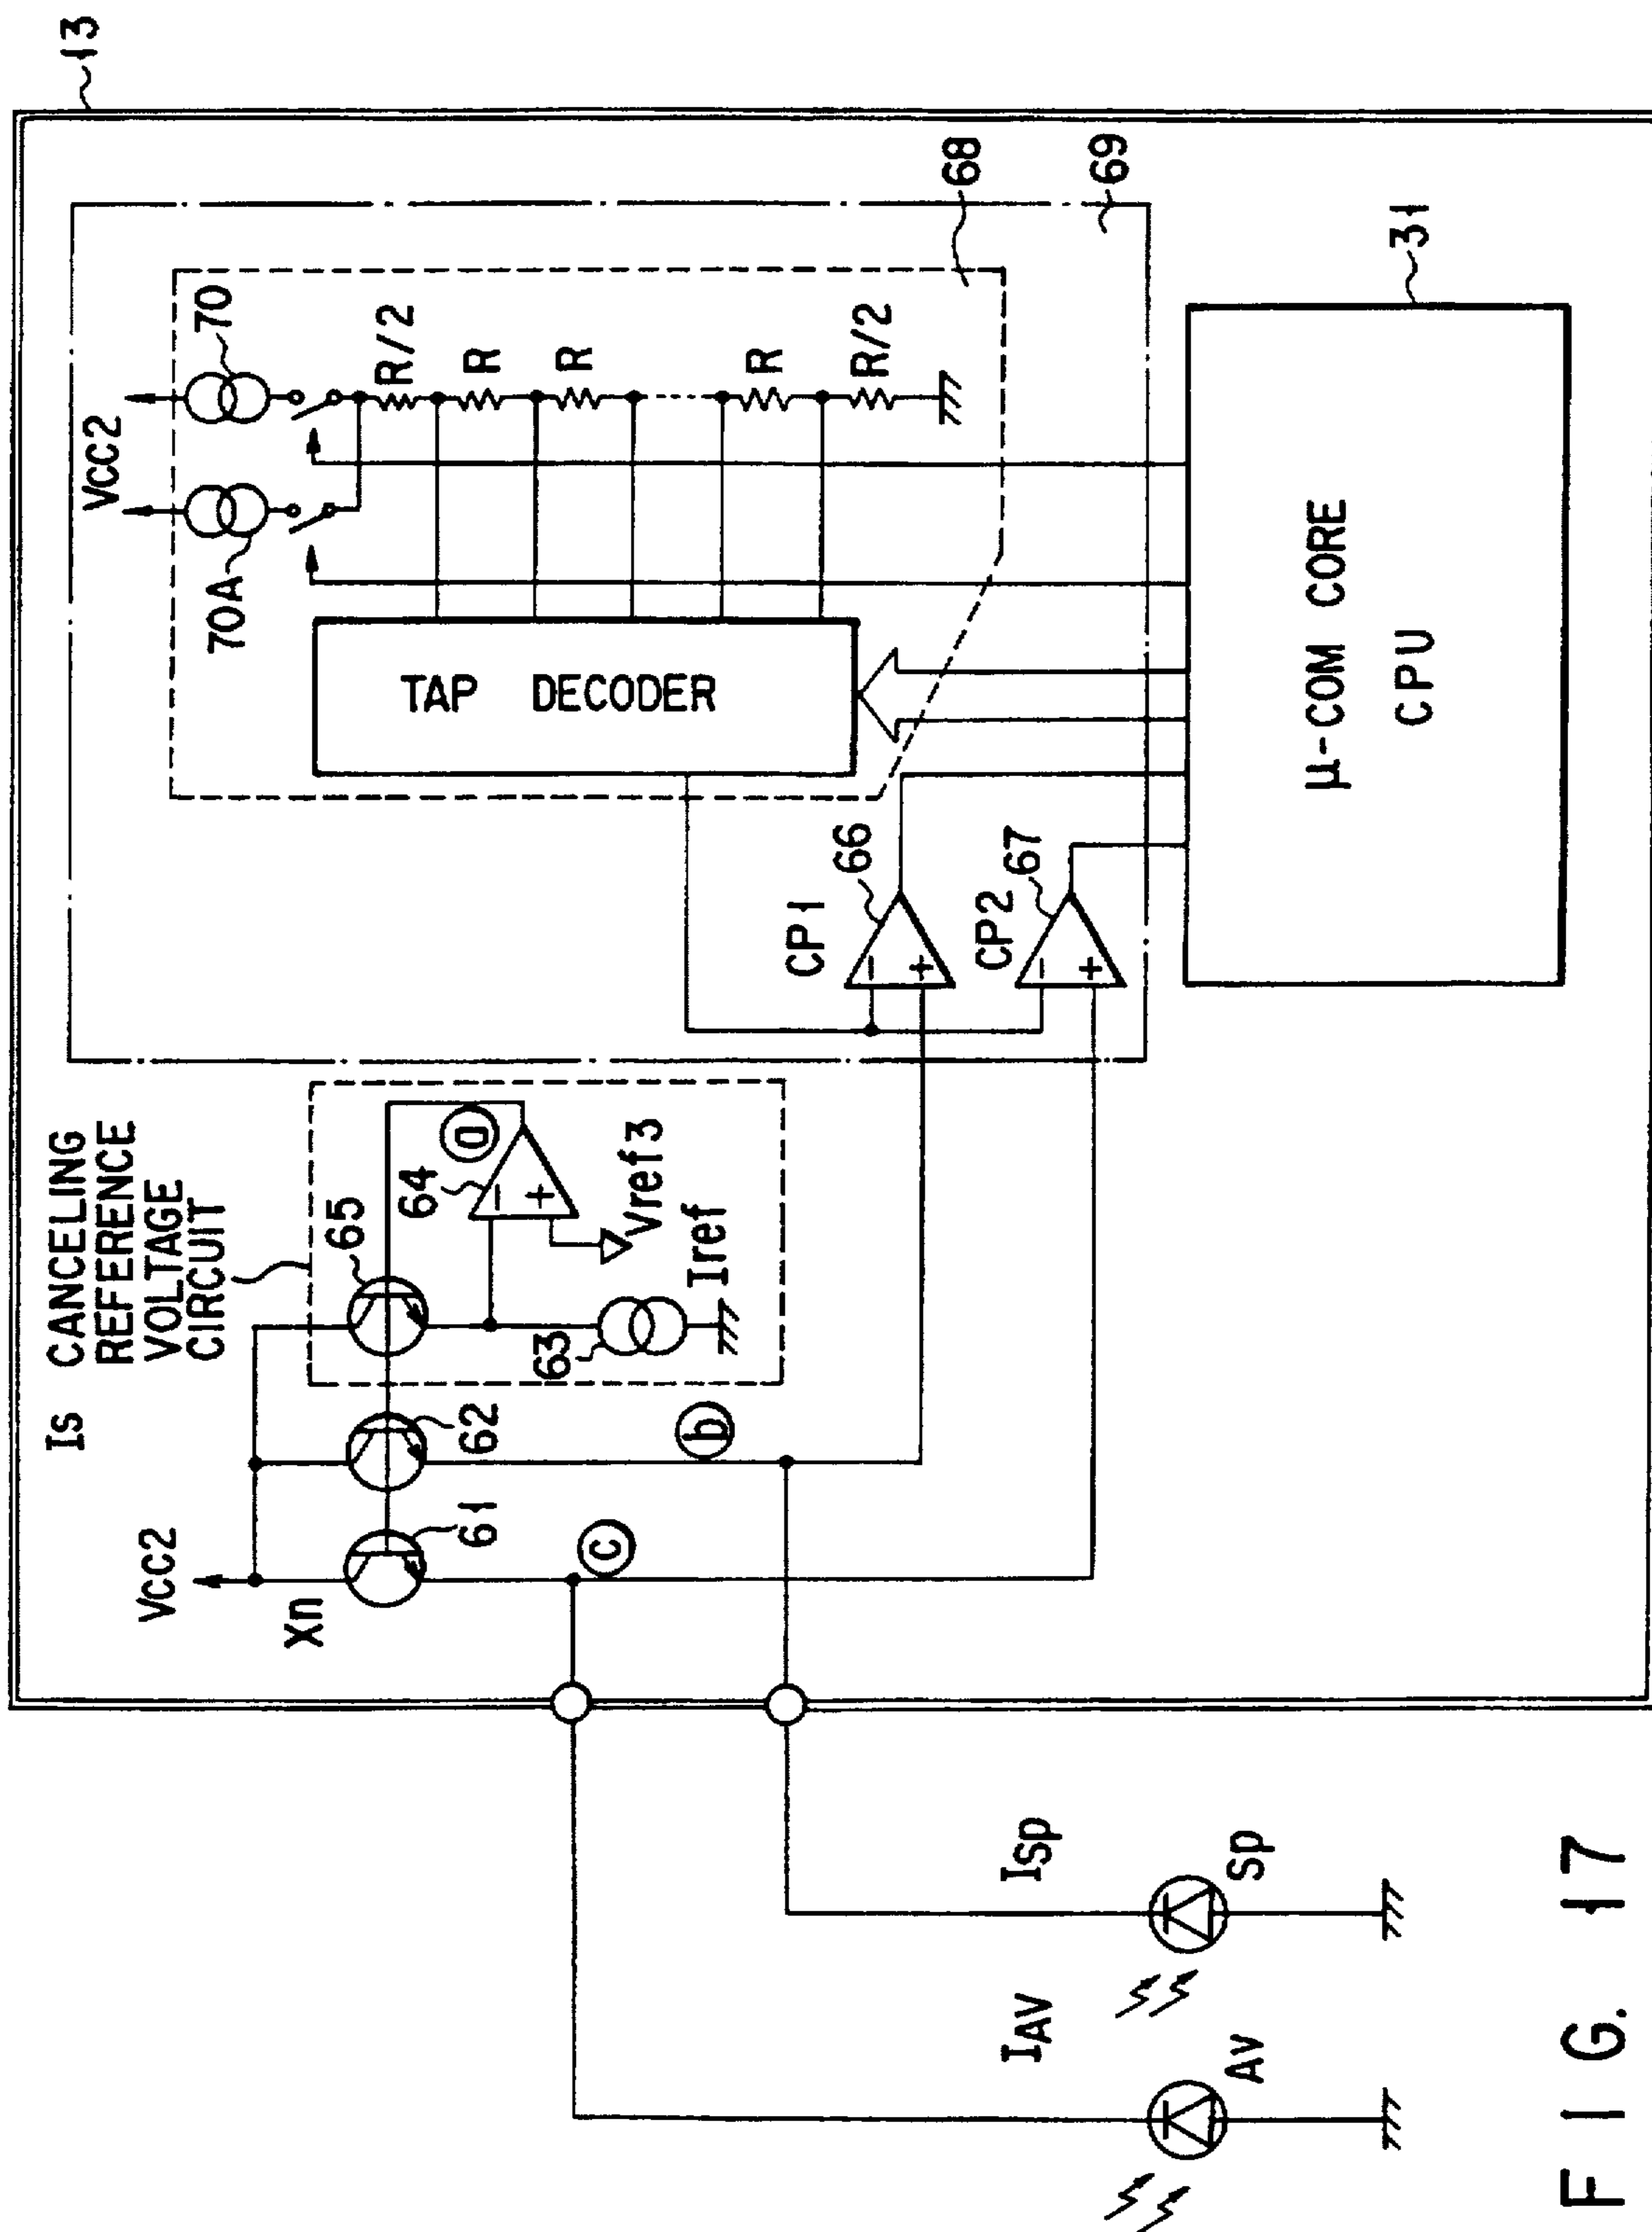 13
Is CANCELING
REFERENCE
VOLTAGE
CIRCUIT
VCC2
Xn
61
62
65
64
a
63
Iref
Vref3
b
c
VCC2
70A
70
R/2
R
R
R
R/2
68
69
TAP DECODER
CP1
66
CP2
67
31
μ-COM CORE
CPU
IAV
AV
ISP
SP
FIG. 17